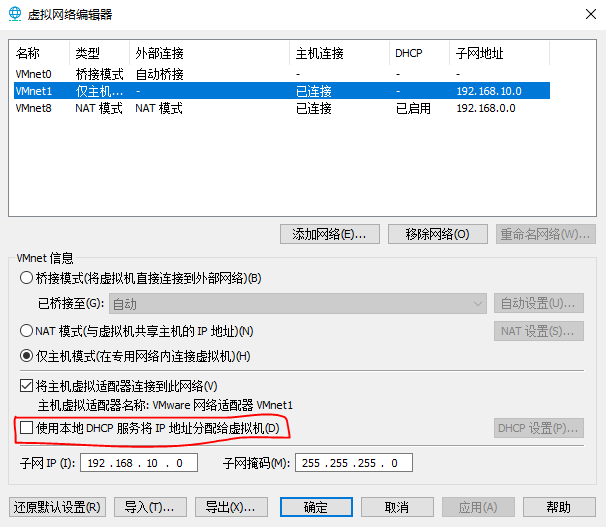 虚拟网络编辑器
名称 类型 外部连接 主机连接 DHCP 子网地址
VMnet0 桥接模式 自动桥接 - - -
VMnet1 仅主机... - 已连接 - 192.168.10.0
VMnet8 NAT 模式 NAT 模式 已连接 已启用 192.168.0.0
添加网络(E)... 移除网络(O) 重命名网络(W)...
VMnet 信息
桥接模式(将虚拟机直接连接到外部网络)(B)
已桥接至(G): 自动 自动设置(U)...
NAT 模式(与虚拟机共享主机的 IP 地址)(N) NAT 设置(S)...
仅主机模式(在专用网络内连接虚拟机)(H)
将主机虚拟适配器连接到此网络(V)
主机虚拟适配器名称: VMware 网络适配器 VMnet1
使用本地 DHCP 服务将 IP 地址分配给虚拟机(D) DHCP 设置(P)...
子网 IP (I): 192 . 168 . 10 . 0 子网掩码(M): 255 . 255 . 255 . 0
还原默认设置(R) 导入(T)... 导出(X)... 确定 取消 应用(A) 帮助